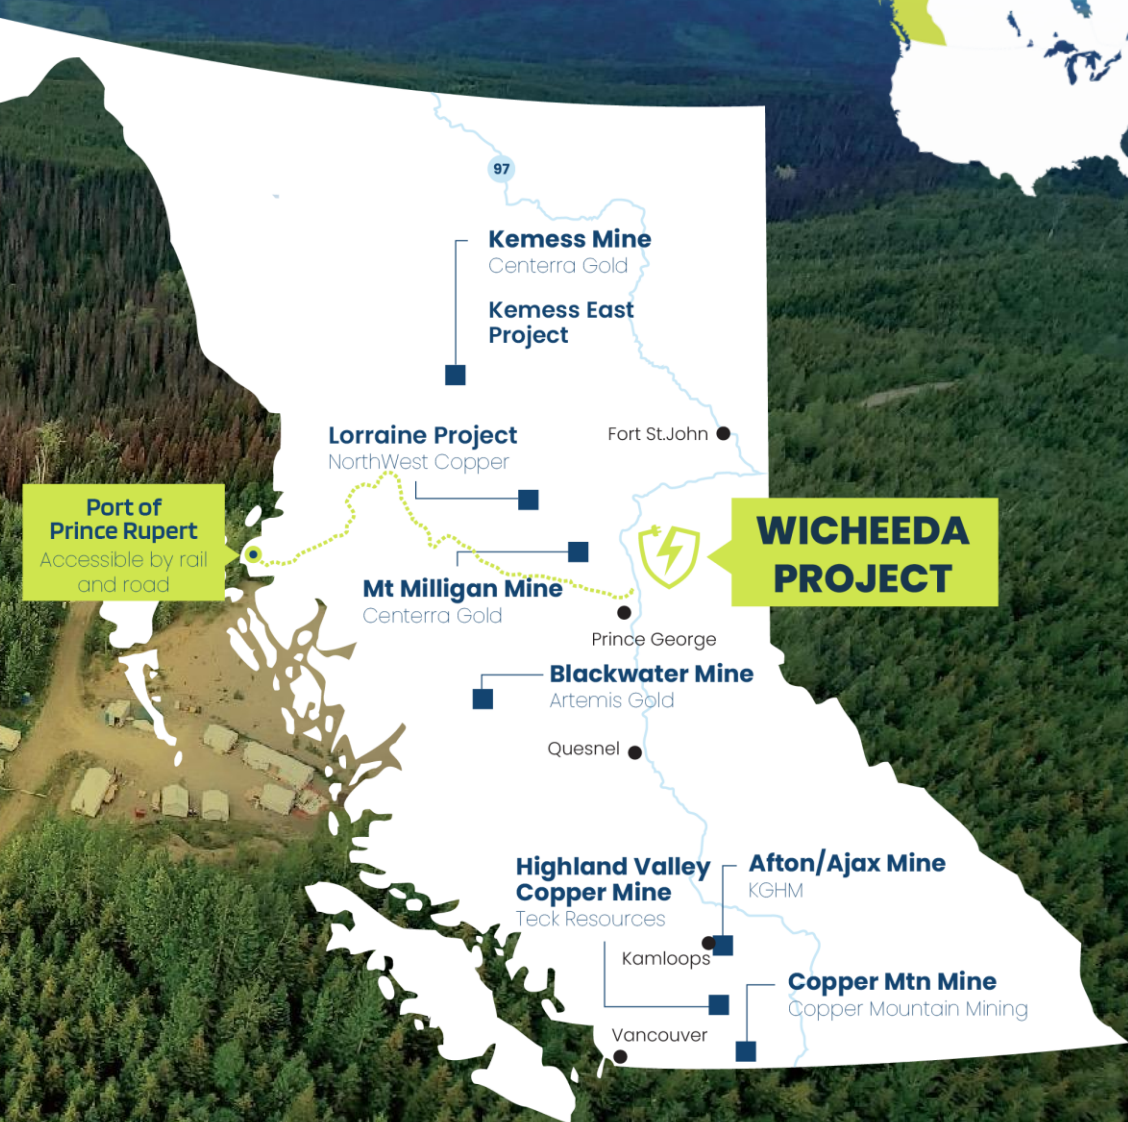 97
Kemess Mine
Centerra Gold
Kemess East
Project
Lorraine Project
NorthWest Copper
Fort St.John
Port of
Prince Rupert
Accessible by rail
and road
WICHEEDA
PROJECT
Mt Milligan Mine
Centerra Gold
Prince George
Blackwater Mine
Artemis Gold
Quesnel
Highland Valley
Copper Mine
Teck Resources
Afton/Ajax Mine
KGHM
Kamloops
Copper Mtn Mine
Copper Mountain Mining
Vancouver